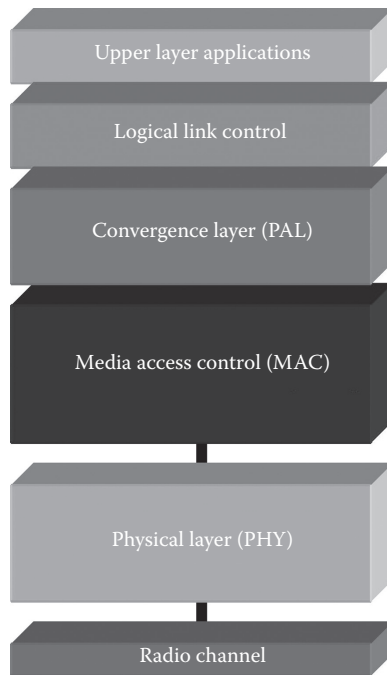 Upper layer applications
Logical link control
Convergence layer (PAL)
Media access control (MAC)
Physical layer (PHY)
Radio channel